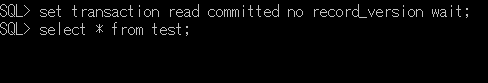 SQL> set transaction read committed no record_version wait;
SQL> select * from test;